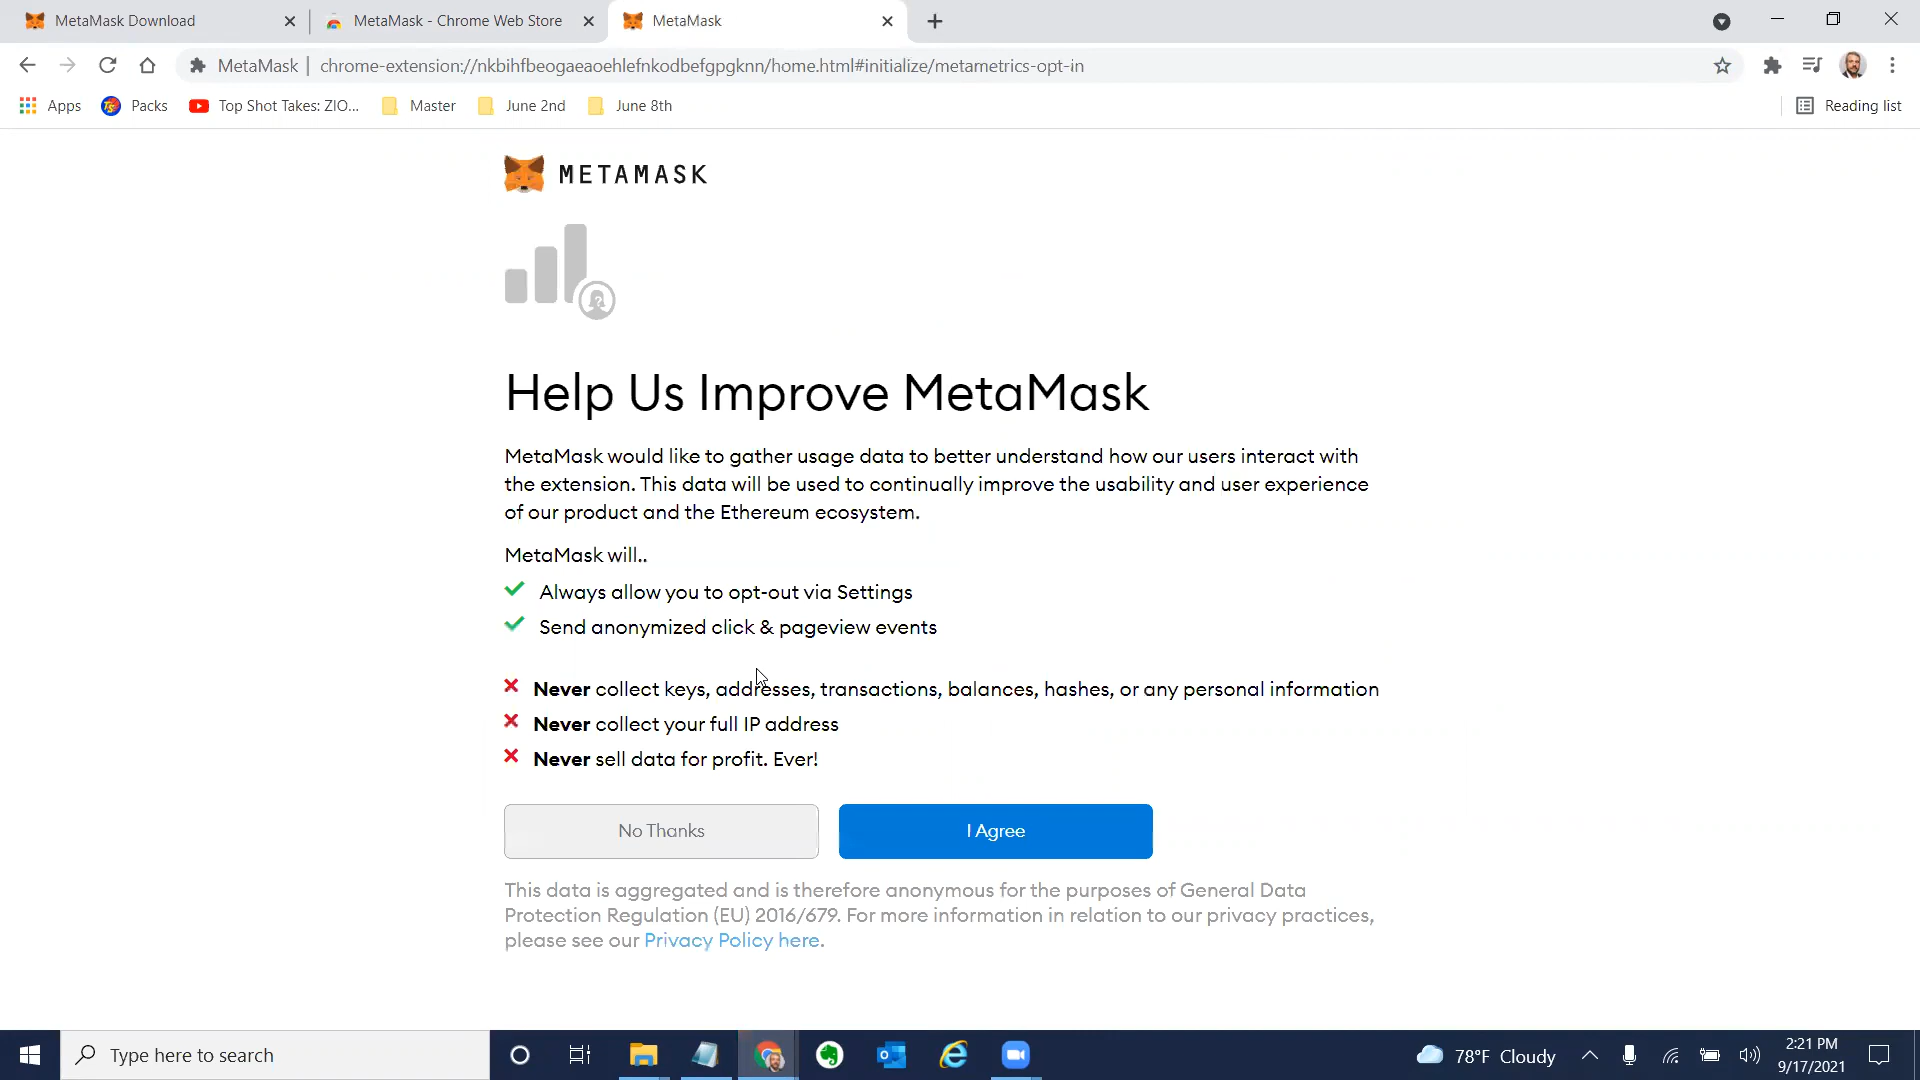 MetaMask Download
MetaMask - Chrome Web Store
MetaMask
MetaMask | chrome-extension://nkbihfbeogaeaoehlefnkodbefgpgknn/home.html#initialize/metametrics-opt-in
Apps
Packs
Top Shot Takes: ZIO...
Master
June 2nd
June 8th
Reading list
METAMASK
Help Us Improve MetaMask
MetaMask would like to gather usage data to better understand how our users interact with
the extension. This data will be used to continually improve the usability and user experience
of our product and the Ethereum ecosystem.
MetaMask will..
Always allow you to opt-out via Settings
Send anonymized click & pageview events
Never collect keys, addresses, transactions, balances, hashes, or any personal information
Never collect your full IP address
Never sell data for profit. Ever!
No Thanks
I Agree
This data is aggregated and is therefore anonymous for the purposes of General Data
Protection Regulation (EU) 2016/679. For more information in relation to our privacy practices,
please see our Privacy Policy here.
Type here to search
78°F Cloudy
2:21 PM
9/17/2021